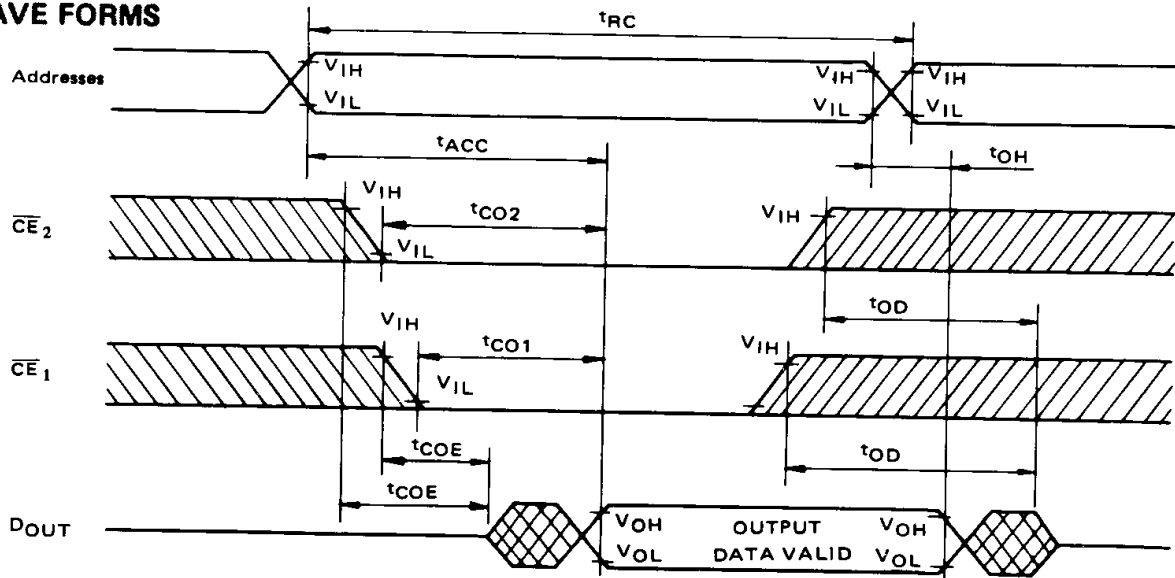 AVE FORMS
tRC
Addresses
VIH
VIL
VIH
VIH
VIL
VIL
tACC
tOH
CE2
VIH
tCO2
VIL
VIH
tOD
CE1
VIH
tCO1
VIL
VIH
tCOE
tOD
tCOE
DOUT
VOH
OUTPUT
VOH
VOL
DATA VALID
VOL